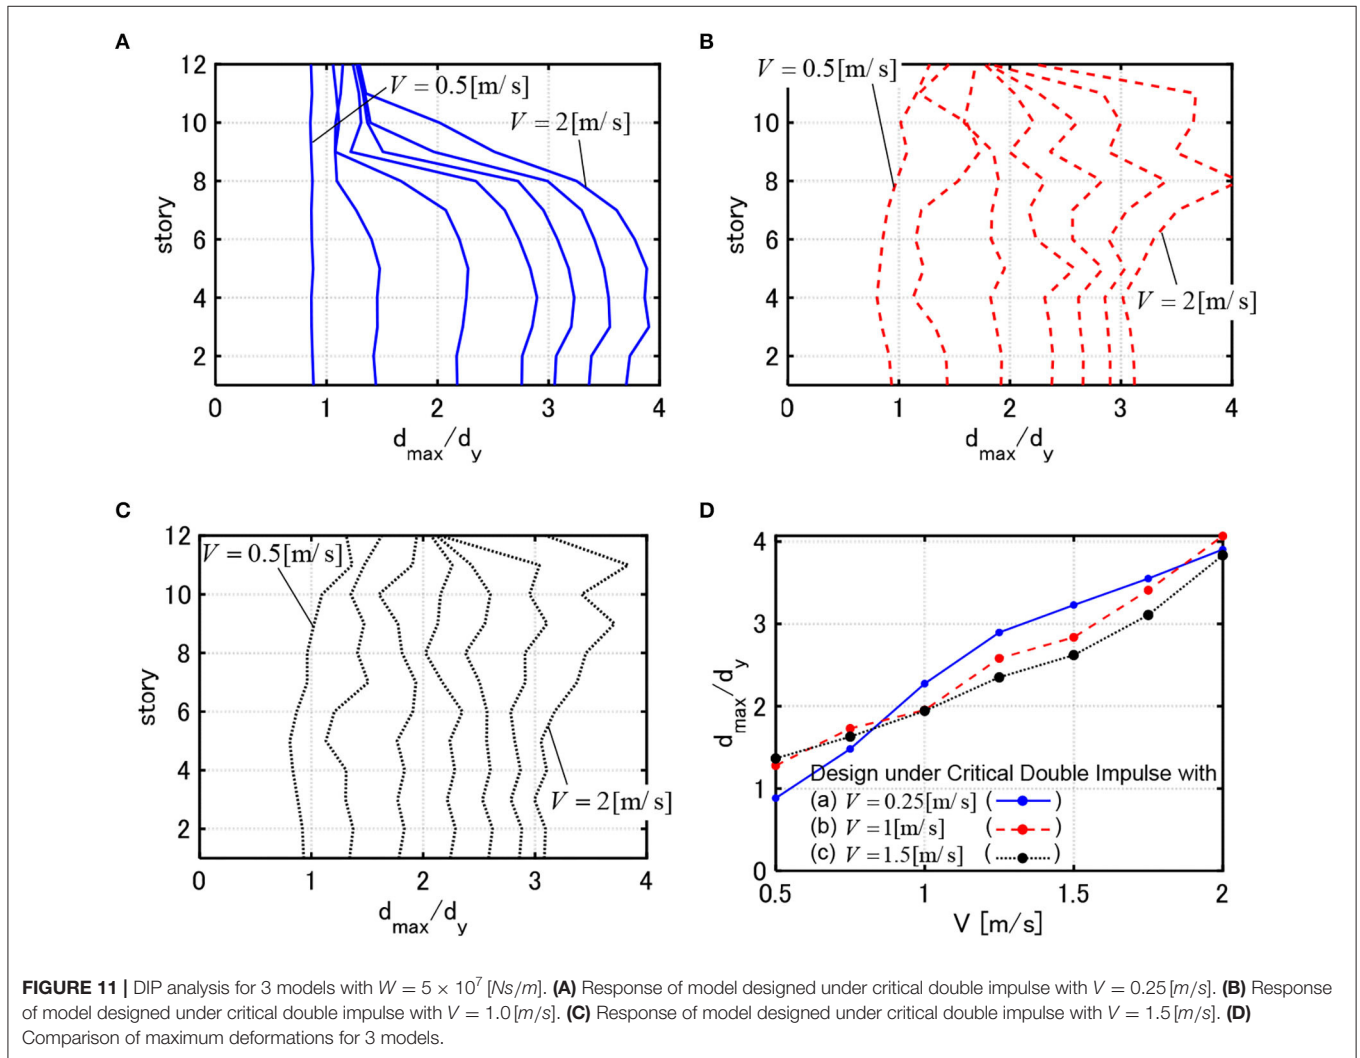 A
12
10
8
6
4
2
story
V = 0.5[m/s]
V = 2[m/s]
0 1 2 3 4
d_max/d_y
B
12
10
8
6
4
2
story
V = 0.5[m/s]
V = 2[m/s]
0 1 2 3 4
d_max/d_y
C
12
10
8
6
4
2
story
V = 0.5[m/s]
V = 2[m/s]
0 1 2 3 4
d_max/d_y
D
4
3
2
1
0
d_max/d_y
Design under Critical Double Impulse with
(a) V = 0.25[m/s] ( )
(b) V = 1[m/s] ( )
(c) V = 1.5[m/s] ( )
0.5 1 1.5 2
V [m/s]
FIGURE 11 | DIP analysis for 3 models with W = 5 × 10⁷ [Ns/m]. (A) Response of model designed under critical double impulse with V = 0.25 [m/s]. (B) Response
of model designed under critical double impulse with V = 1.0 [m/s]. (C) Response of model designed under critical double impulse with V = 1.5 [m/s]. (D)
Comparison of maximum deformations for 3 models.